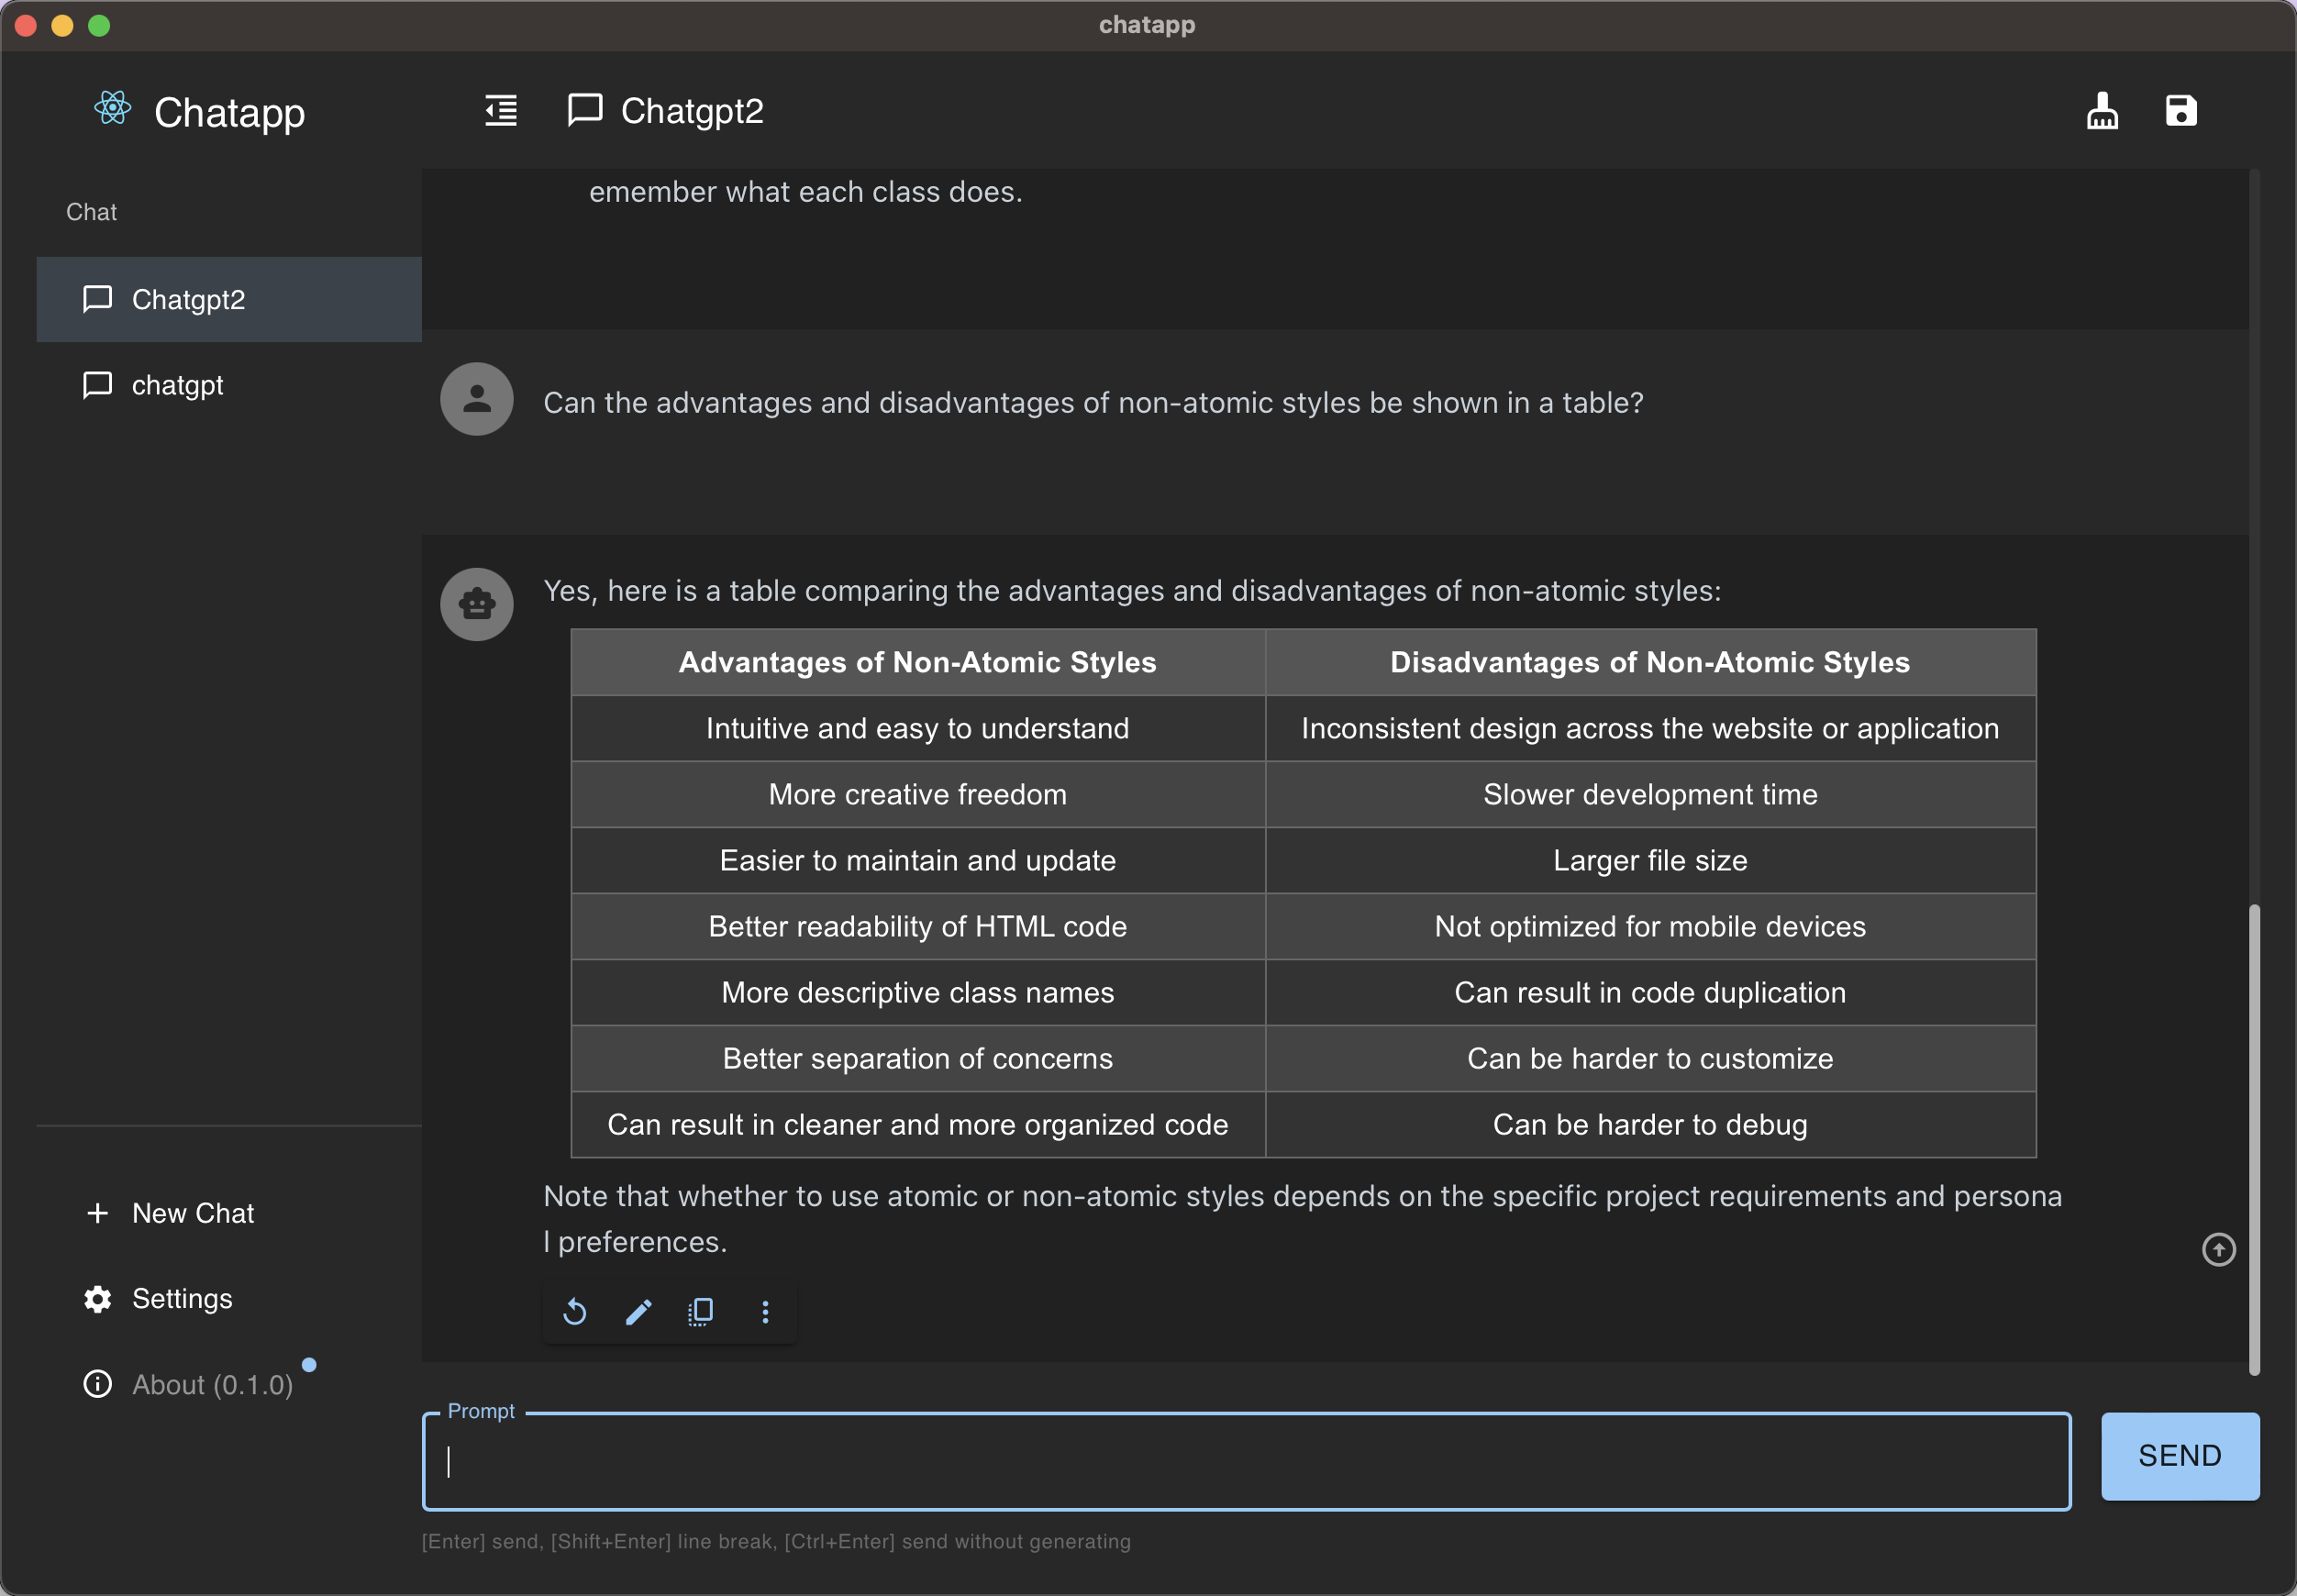 chatapp
Chatapp
Chatgpt2
Chat
Chatgpt2
chatgpt
New Chat
Settings
About (0.1.0)
emember what each class does.
Can the advantages and disadvantages of non-atomic styles be shown in a table?
Yes, here is a table comparing the advantages and disadvantages of non-atomic styles:
Advantages of Non-Atomic Styles Disadvantages of Non-Atomic Styles
Intuitive and easy to understand Inconsistent design across the website or application
More creative freedom Slower development time
Easier to maintain and update Larger file size
Better readability of HTML code Not optimized for mobile devices
More descriptive class names Can result in code duplication
Better separation of concerns Can be harder to customize
Can result in cleaner and more organized code Can be harder to debug
Note that whether to use atomic or non-atomic styles depends on the specific project requirements and persona
l preferences.
Prompt
SEND
[Enter] send, [Shift+Enter] line break, [Ctrl+Enter] send without generating